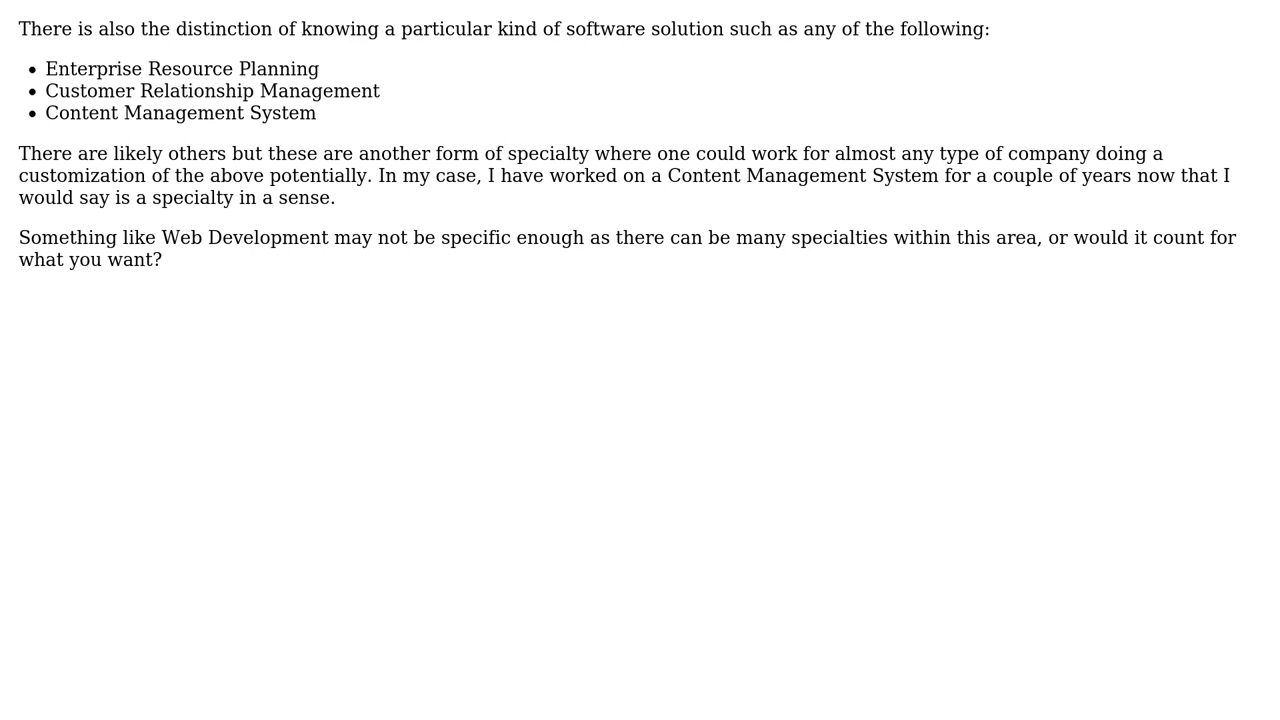 There is also the distinction of knowing a particular kind of software solution such as any of the following:
• Enterprise Resource Planning
• Customer Relationship Management
• Content Management System
There are likely others but these are another form of specialty where one could work for almost any type of company doing a
customization of the above potentially. In my case, I have worked on a Content Management System for a couple of years now that I
would say is a specialty in a sense.
Something like Web Development may not be specific enough as there can be many specialties within this area, or would it count for
what you want?